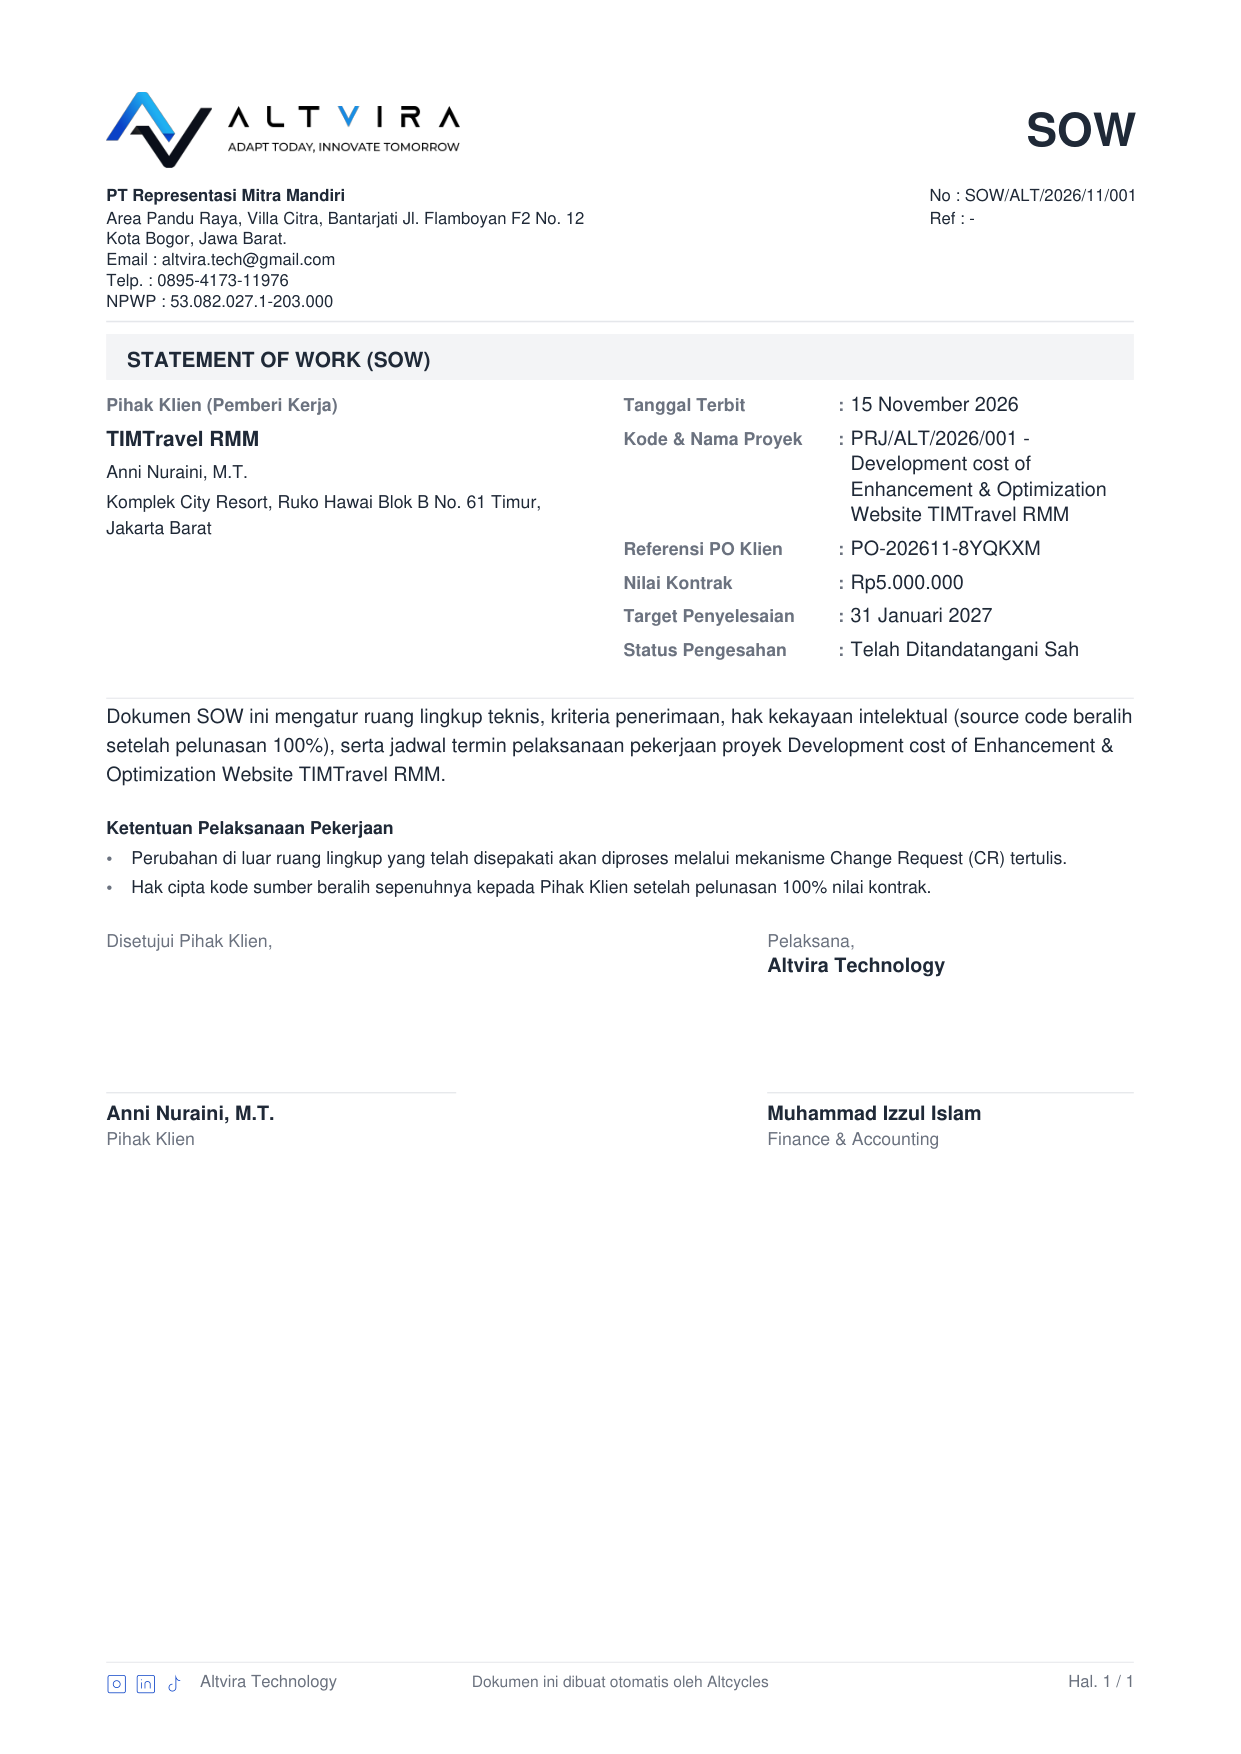 ALTVIRA
ADAPT TODAY, INNOVATE TOMORROW
SOW
PT Representasi Mitra Mandiri
Area Pandu Raya, Villa Citra, Bantarjati Jl. Flamboyan F2 No. 12
Kota Bogor, Jawa Barat.
Email : altvira.tech@gmail.com
Telp. : 0895-4173-11976
NPWP : 53.082.027.1-203.000
No : SOW/ALT/2026/11/001
Ref : -
STATEMENT OF WORK (SOW)
Pihak Klien (Pemberi Kerja)
TIMTravel RMM
Anni Nuraini, M.T.
Komplek City Resort, Ruko Hawai Blok B No. 61 Timur,
Jakarta Barat
Tanggal Terbit : 15 November 2026
Kode & Nama Proyek : PRJ/ALT/2026/001 -
Development cost of
Enhancement & Optimization
Website TIMTravel RMM
Referensi PO Klien : PO-202611-8YQKXM
Nilai Kontrak : Rp5.000.000
Target Penyelesaian : 31 Januari 2027
Status Pengesahan : Telah Ditandatangani Sah
Dokumen SOW ini mengatur ruang lingkup teknis, kriteria penerimaan, hak kekayaan intelektual (source code beralih
setelah pelunasan 100%), serta jadwal termin pelaksanaan pekerjaan proyek Development cost of Enhancement &
Optimization Website TIMTravel RMM.
Ketentuan Pelaksanaan Pekerjaan
• Perubahan di luar ruang lingkup yang telah disepakati akan diproses melalui mekanisme Change Request (CR) tertulis.
• Hak cipta kode sumber beralih sepenuhnya kepada Pihak Klien setelah pelunasan 100% nilai kontrak.
Disetujui Pihak Klien,
Pelaksana,
Altvira Technology
Anni Nuraini, M.T.
Pihak Klien
Muhammad Izzul Islam
Finance & Accounting
Altvira Technology
Dokumen ini dibuat otomatis oleh Altcycles
Hal. 1 / 1